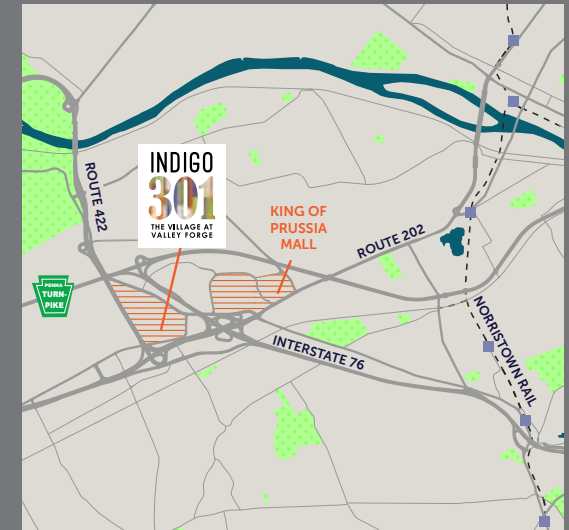 INDIGO
301
THE VILLAGE AT
VALLEY FORGE
ROUTE 422
KING OF
PRUSSIA
MALL
ROUTE 202
PENNA
TURN-
PIKE
INTERSTATE 76
NORRISTOWN RAIL